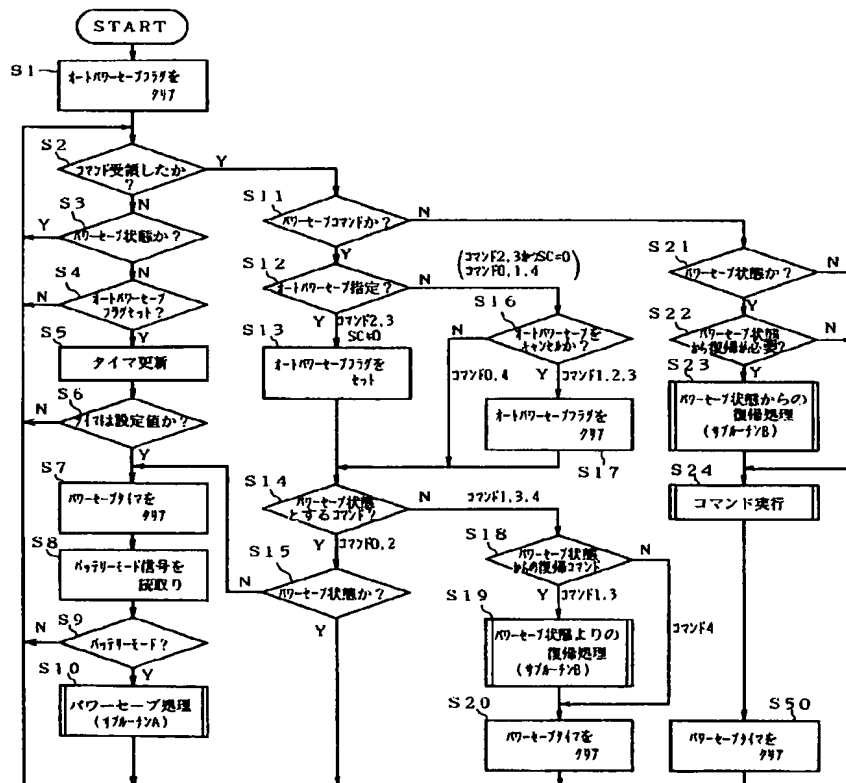 START
S1
オートパワーセーブフラグを
クリア
S2
コマンド受領したか
?
Y
N
S3
パワーセーブ状態か?
Y
N
S4
オートパワーセーブ
フラグセット?
N
Y
S5
タイマ更新
S6
タイマは設定値か?
N
Y
S7
パワーセーブタイマを
クリア
S8
バッテリーモード信号を
読取り
S9
バッテリーモード?
N
Y
S10
パワーセーブ処理
(サブルーチンA)
S11
パワーセーブコマンドか?
N
Y
S12
オートパワーセーブ指定?
N
(コマンド2,3かつSC=0
コマンド0,1,4)
Y
コマンド2,3
SC≠0
S13
オートパワーセーブフラグを
セット
S16
オートパワーセーブを
キャンセルか?
N
コマンド0,4
Y
コマンド1,2,3
オートパワーセーブフラグを
クリア
S17
S14
パワーセーブ状態
とするコマンド?
N
コマンド1,3,4
Y
コマンド0,2
S15
パワーセーブ状態か?
N
Y
S18
パワーセーブ状態
からの復帰コマンド
N
Y
コマンド1,3
コマンド4
S19
パワーセーブ状態よりの
復帰処理
(サブルーチンB)
S20
パワーセーブタイマを
クリア
S21
パワーセーブ状態か?
N
Y
S22
パワーセーブ状態
から復帰が必要?
N
Y
S23
パワーセーブ状態からの
復帰処理
(サブルーチンB)
S24
コマンド実行
S50
パワーセーブタイマを
クリア